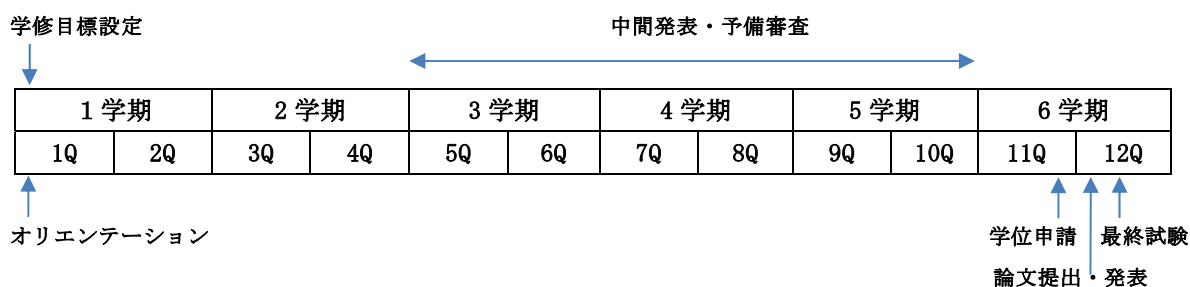 学修目標設定
中間発表・予備審査
1 学期 2 学期 3 学期 4 学期 5 学期 6 学期
1Q 2Q 3Q 4Q 5Q 6Q 7Q 8Q 9Q 10Q 11Q 12Q
オリエンテーション
学位申請 最終試験
論文提出・発表